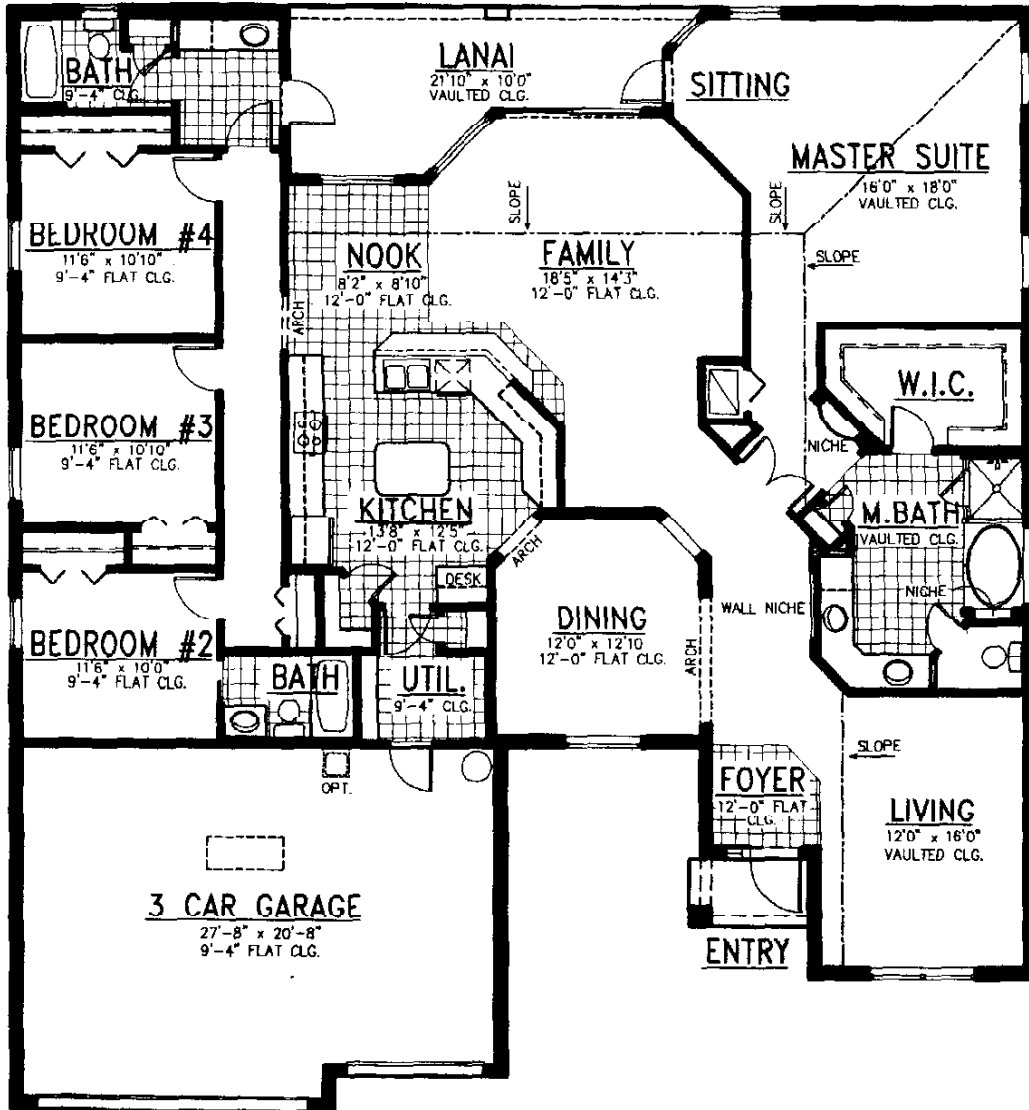 LANAI
21'10" x 10'0"
VAULTED CLG.
BATH
9'-4" CLG.
SITTING
MASTER SUITE
16'0" x 18'0"
VAULTED CLG.
SLOPE
SLOPE
SLOPE
BEDROOM #4
11'6" x 10'10"
9'-4" FLAT CLG.
NOOK
8'2" x 8'10"
12'-0" FLAT CLG.
FAMILY
18'5" x 14'3"
12'-0" FLAT CLG.
ARCH
W.I.C.
BEDROOM #3
11'6" x 10'10"
9'-4" FLAT CLG.
NICHE
KITCHEN
13'8" x 12'5"
12'-0" FLAT CLG.
ARCH
M.BATH
VAULTED CLG.
DESK
NICHE
WALL NICHE
DINING
12'0" x 12'10
12'-0" FLAT CLG.
ARCH
BEDROOM #2
11'6" x 10'0"
9'-4" FLAT CLG.
BATH
UTIL.
9'-4" CLG.
SLOPE
OPT.
FOYER
12'-0" FLAT
CLG.
LIVING
12'0" x 16'0"
VAULTED CLG.
3 CAR GARAGE
27'-8" x 20'-8"
9'-4" FLAT CLG.
ENTRY